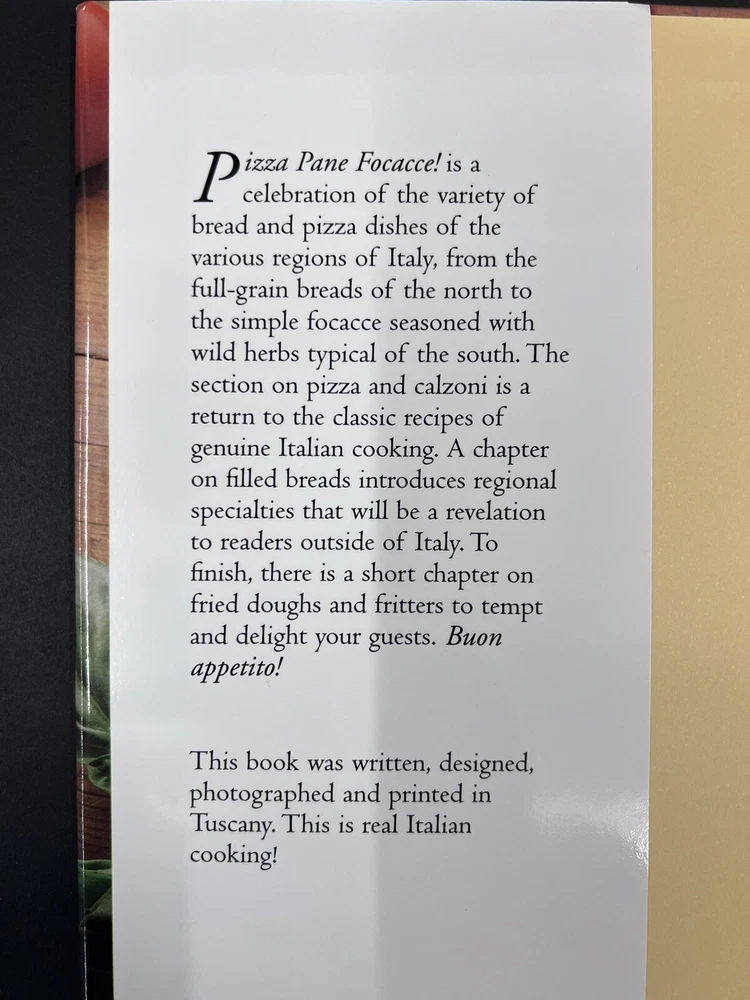 Pizza Pane Focacce! is a
celebration of the variety of
bread and pizza dishes of the
various regions of Italy, from the
full-grain breads of the north to
the simple focacce seasoned with
wild herbs typical of the south. The
section on pizza and calzoni is a
return to the classic recipes of
genuine Italian cooking. A chapter
on filled breads introduces regional
specialties that will be a revelation
to readers outside of Italy. To
finish, there is a short chapter on
fried doughs and fritters to tempt
and delight your guests. Buon
appetito!
This book was written, designed,
photographed and printed in
Tuscany. This is real Italian
cooking!